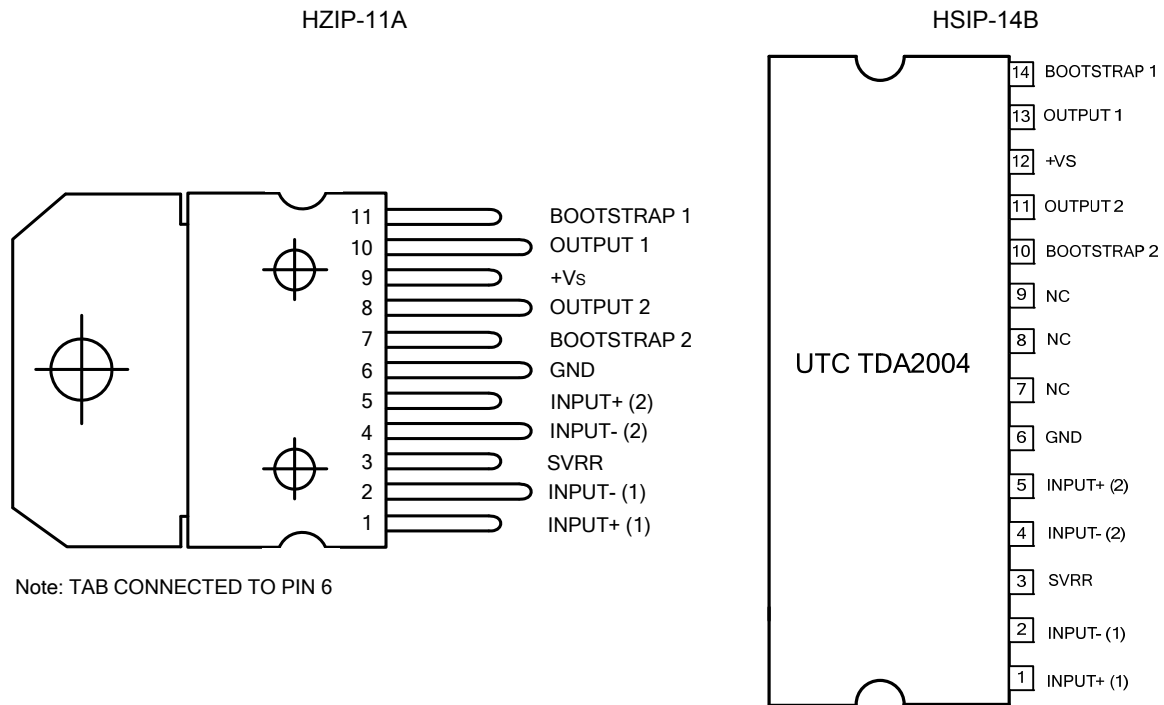 HZIP-11A
11 BOOTSTRAP 1
10 OUTPUT 1
9 +Vs
8 OUTPUT 2
7 BOOTSTRAP 2
6 GND
5 INPUT+ (2)
4 INPUT- (2)
3 SVRR
2 INPUT- (1)
1 INPUT+ (1)
Note: TAB CONNECTED TO PIN 6
HSIP-14B
UTC TDA2004
14 BOOTSTRAP 1
13 OUTPUT 1
12 +VS
11 OUTPUT 2
10 BOOTSTRAP 2
9 NC
8 NC
7 NC
6 GND
5 INPUT+ (2)
4 INPUT- (2)
3 SVRR
2 INPUT- (1)
1 INPUT+ (1)